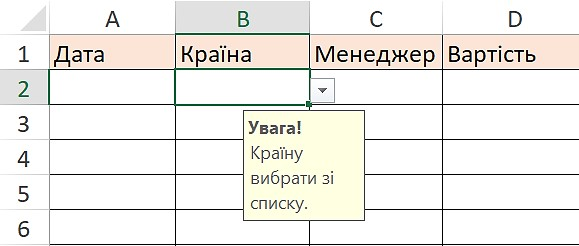 A B C D
1 Дата Країна Менеджер Вартість
2
3
Увага!
4 Країну
вибрати зі
5
списку.
6